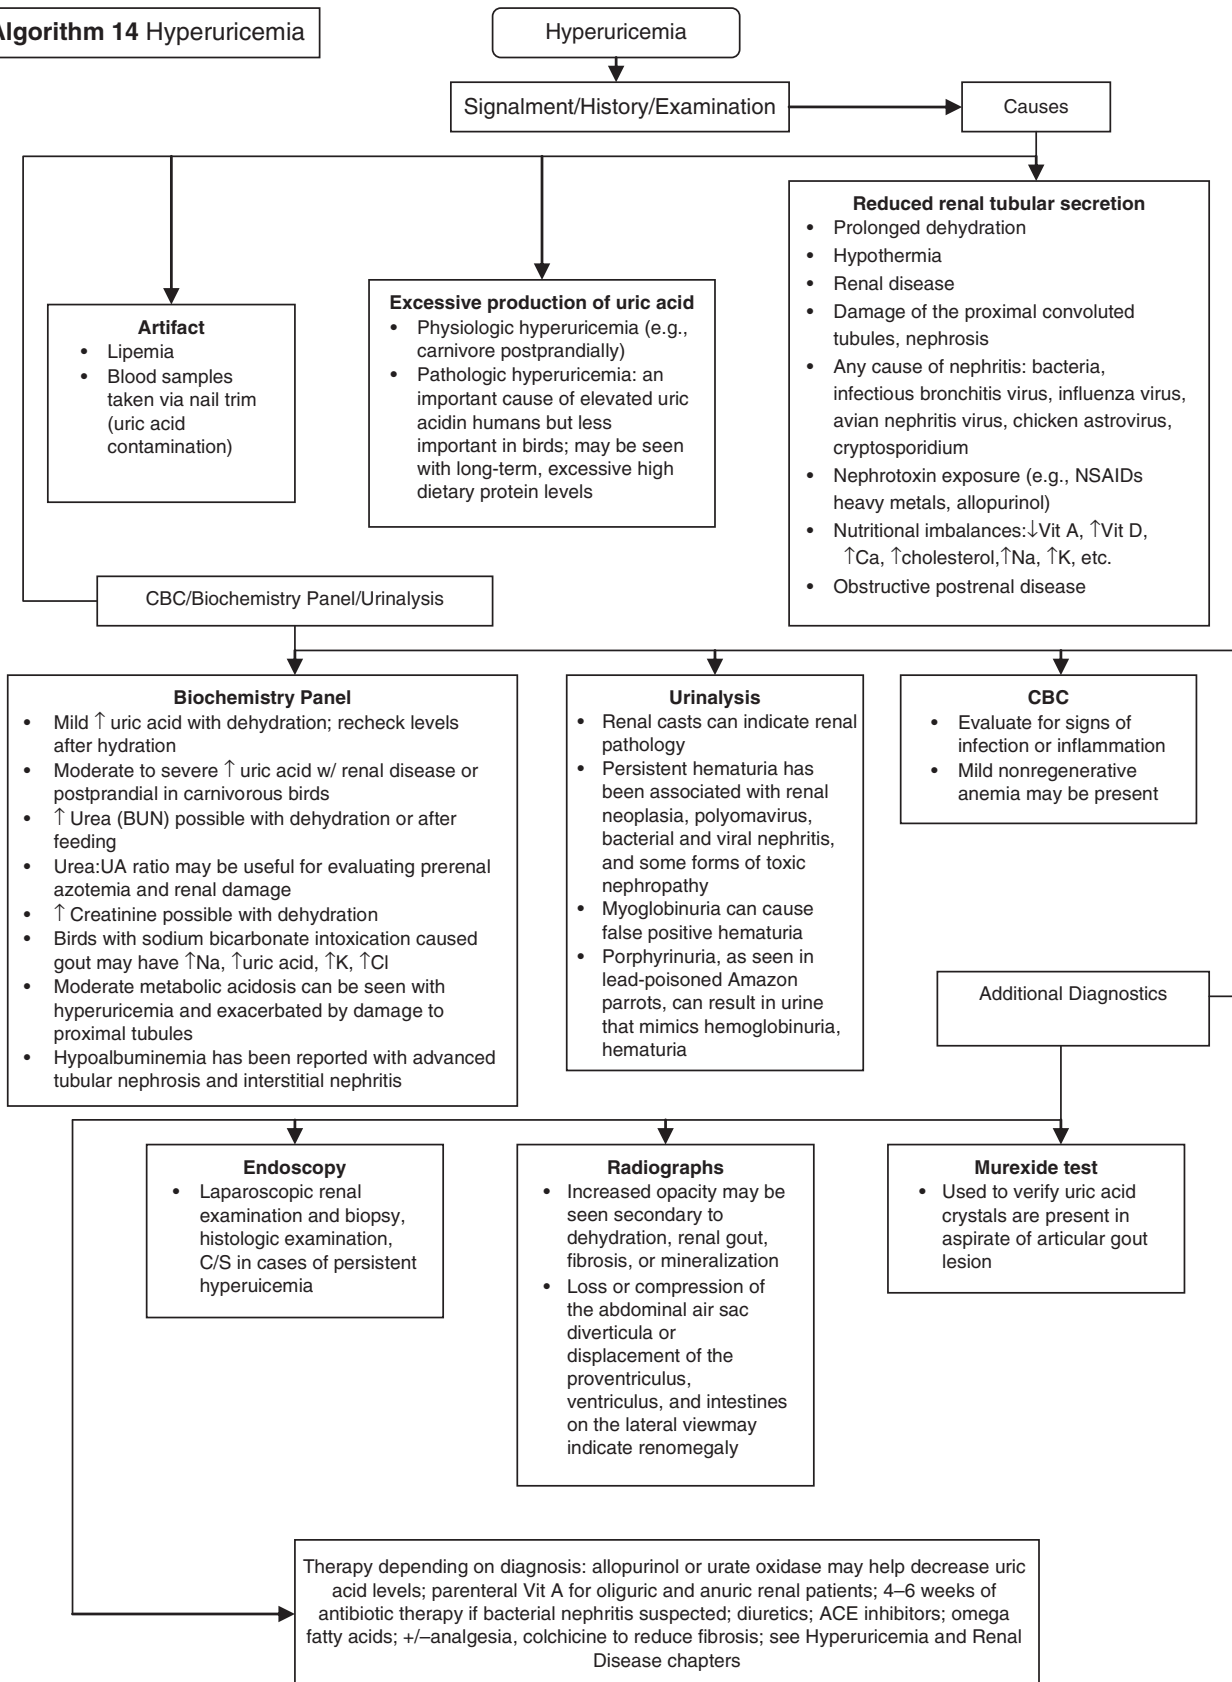 Algorithm 14 Hyperuricemia
Hyperuricemia
Signalment/History/Examination
Causes
Artifact
• Lipemia
• Blood samples
taken via nail trim
(uric acid
contamination)
Excessive production of uric acid
• Physiologic hyperuricemia (e.g.,
carnivore postprandially)
• Pathologic hyperuricemia: an
important cause of elevated uric
acidin humans but less
important in birds; may be seen
with long-term, excessive high
dietary protein levels
Reduced renal tubular secretion
• Prolonged dehydration
• Hypothermia
• Renal disease
• Damage of the proximal convoluted
tubules, nephrosis
• Any cause of nephritis: bacteria,
infectious bronchitis virus, influenza virus,
avian nephritis virus, chicken astrovirus,
cryptosporidium
• Nephrotoxin exposure (e.g., NSAIDs
heavy metals, allopurinol)
• Nutritional imbalances:↓Vit A, ↑Vit D,
↑Ca, ↑cholesterol,↑Na, ↑K, etc.
• Obstructive postrenal disease
CBC/Biochemistry Panel/Urinalysis
Biochemistry Panel
• Mild ↑ uric acid with dehydration; recheck levels
after hydration
• Moderate to severe ↑ uric acid w/ renal disease or
postprandial in carnivorous birds
• ↑ Urea (BUN) possible with dehydration or after
feeding
• Urea:UA ratio may be useful for evaluating prerenal
azotemia and renal damage
• ↑ Creatinine possible with dehydration
• Birds with sodium bicarbonate intoxication caused
gout may have ↑Na, ↑uric acid, ↑K, ↑Cl
• Moderate metabolic acidosis can be seen with
hyperuricemia and exacerbated by damage to
proximal tubules
• Hypoalbuminemia has been reported with advanced
tubular nephrosis and interstitial nephritis
Urinalysis
• Renal casts can indicate renal
pathology
• Persistent hematuria has
been associated with renal
neoplasia, polyomavirus,
bacterial and viral nephritis,
and some forms of toxic
nephropathy
• Myoglobinuria can cause
false positive hematuria
• Porphyrinuria, as seen in
lead-poisoned Amazon
parrots, can result in urine
that mimics hemoglobinuria,
hematuria
CBC
• Evaluate for signs of
infection or inflammation
• Mild nonregenerative
anemia may be present
Additional Diagnostics
Endoscopy
• Laparoscopic renal
examination and biopsy,
histologic examination,
C/S in cases of persistent
hyperuicemia
Radiographs
• Increased opacity may be
seen secondary to
dehydration, renal gout,
fibrosis, or mineralization
• Loss or compression of
the abdominal air sac
diverticula or
displacement of the
proventriculus,
ventriculus, and intestines
on the lateral viewmay
indicate renomegaly
Murexide test
• Used to verify uric acid
crystals are present in
aspirate of articular gout
lesion
Therapy depending on diagnosis: allopurinol or urate oxidase may help decrease uric
acid levels; parenteral Vit A for oliguric and anuric renal patients; 4–6 weeks of
antibiotic therapy if bacterial nephritis suspected; diuretics; ACE inhibitors; omega
fatty acids; +/–analgesia, colchicine to reduce fibrosis; see Hyperuricemia and Renal
Disease chapters